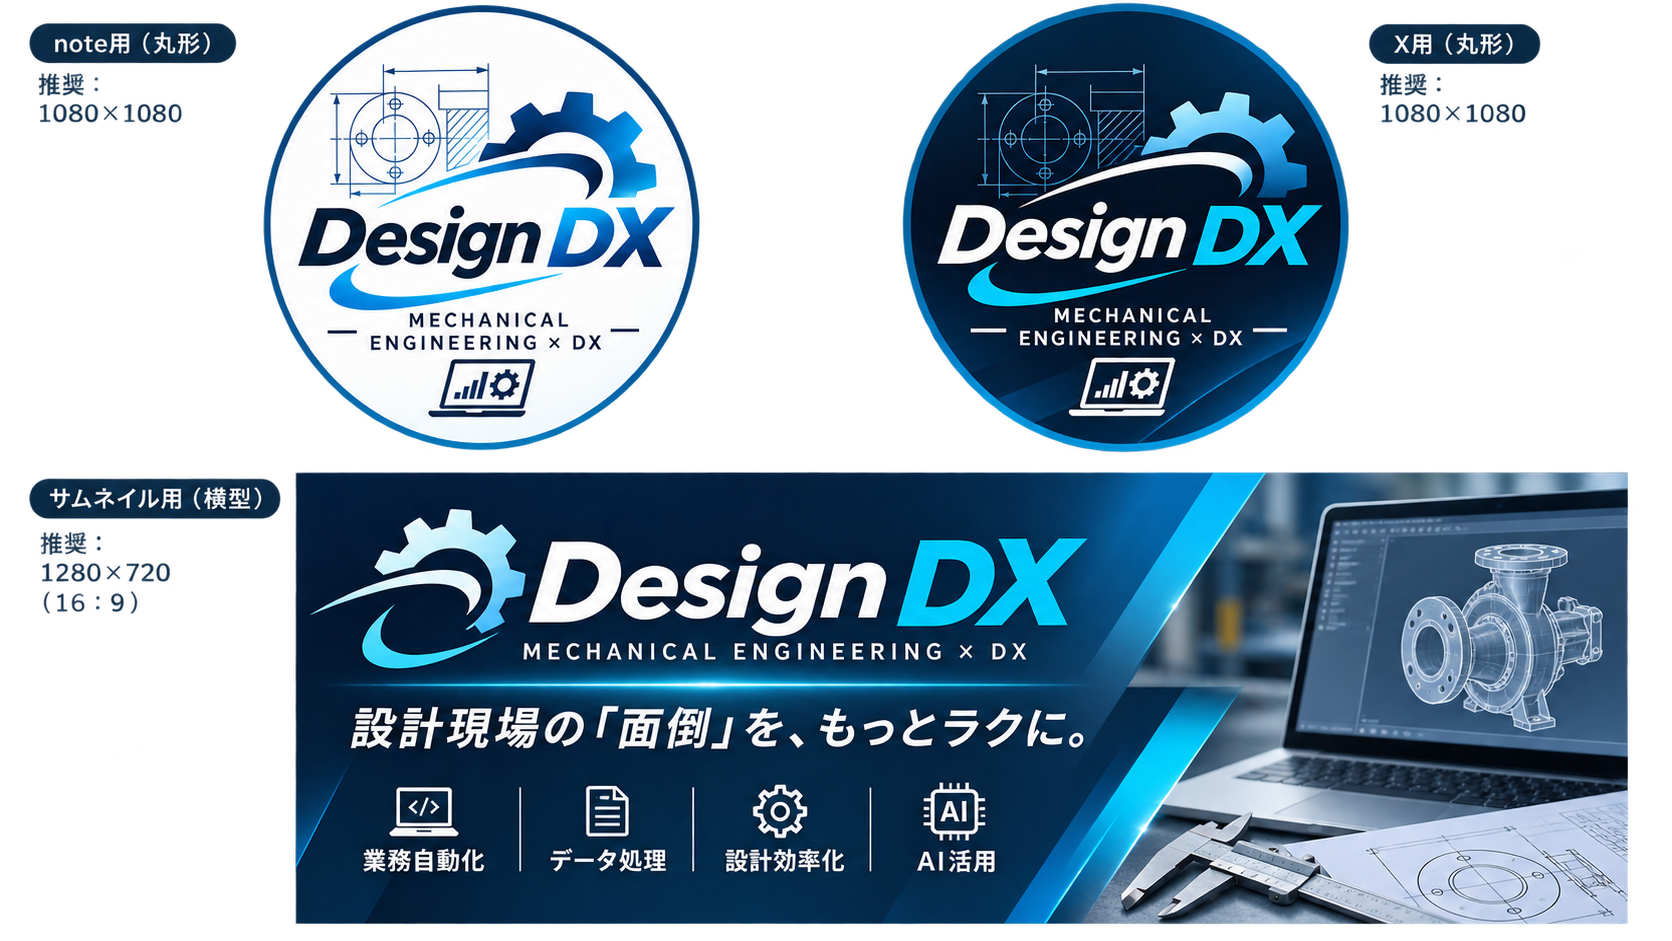 note用（丸形）
推奨：
1080×1080
Design DX
MECHANICAL
ENGINEERING × DX
X用（丸形）
推奨：
1080×1080
Design DX
MECHANICAL
ENGINEERING × DX
サムネイル用（横型）
推奨：
1280×720
（16：9）
Design DX
MECHANICAL ENGINEERING × DX
設計現場の「面倒」を、もっとラクに。
</>
業務自動化
データ処理
設計効率化
AI
AI活用